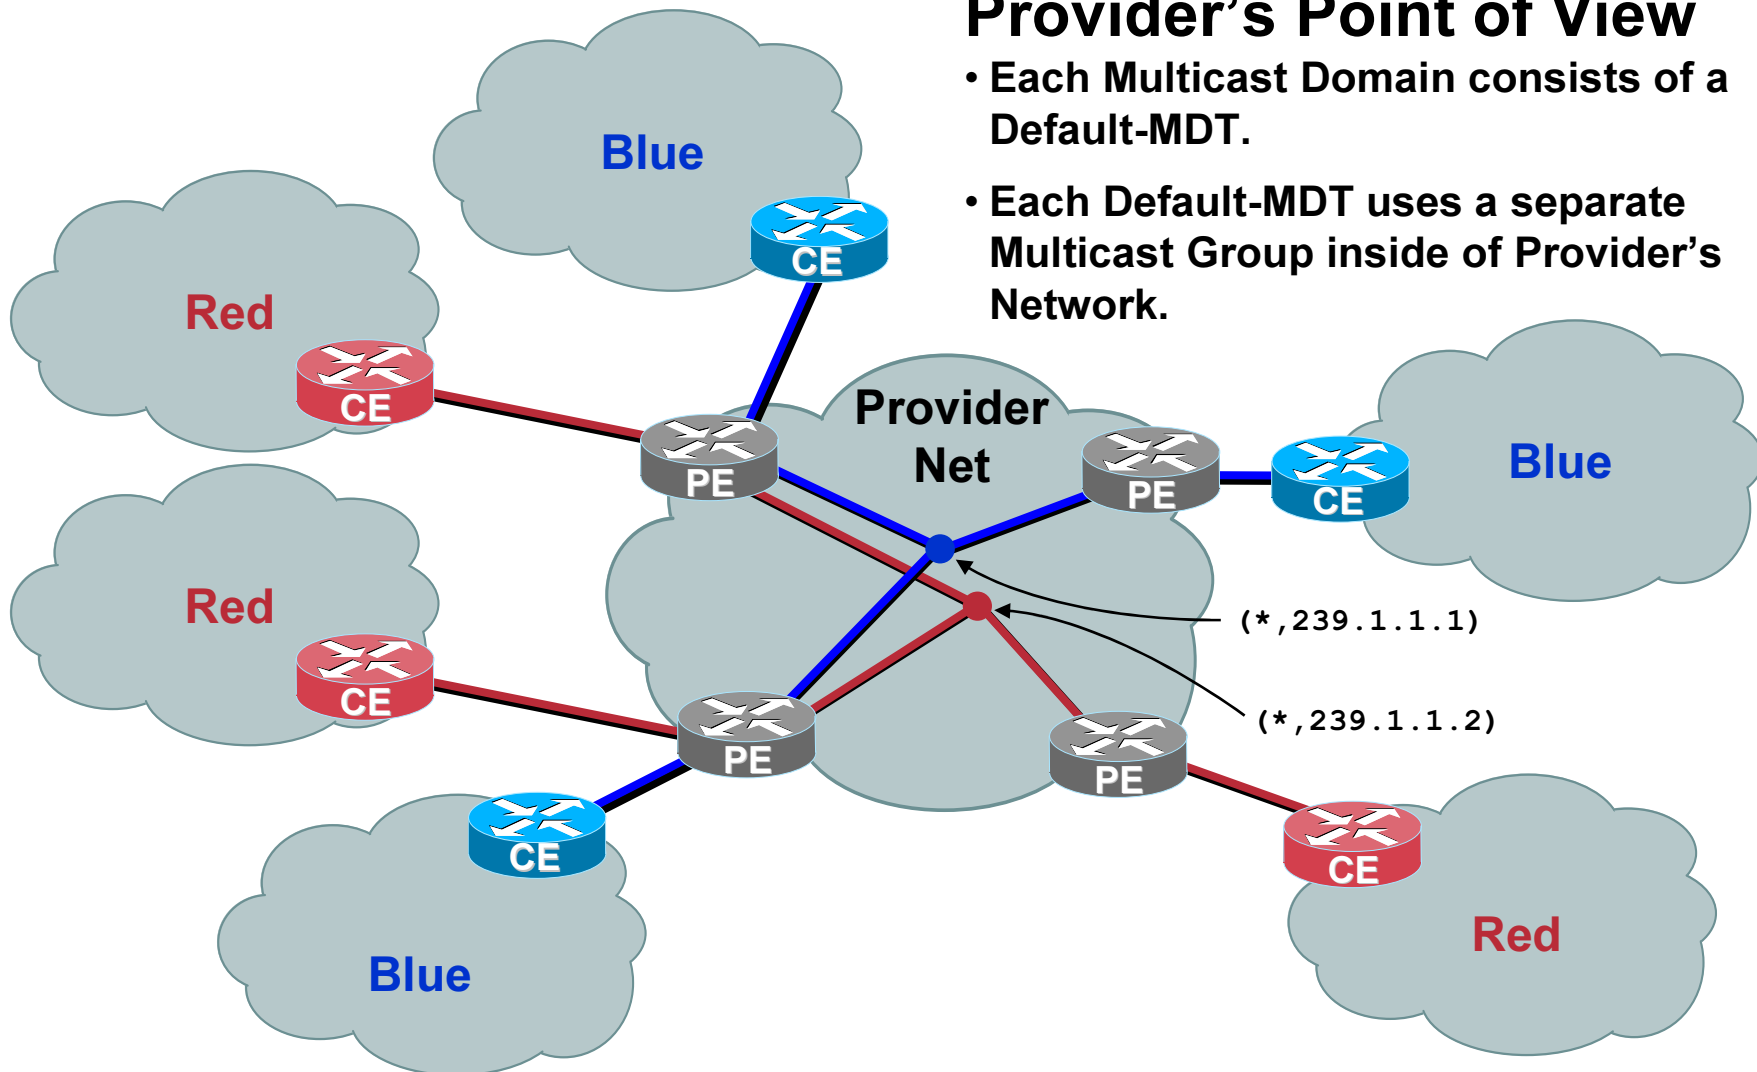 Provider’s Point of View
• Each Multicast Domain consists of a
Default-MDT.
• Each Default-MDT uses a separate
Multicast Group inside of Provider’s
Network.
Blue
CE
Red
CE
Provider
Net
PE
PE
CE
Blue
Red
CE
(*,239.1.1.1)
(*,239.1.1.2)
PE
PE
CE
Blue
CE
Red